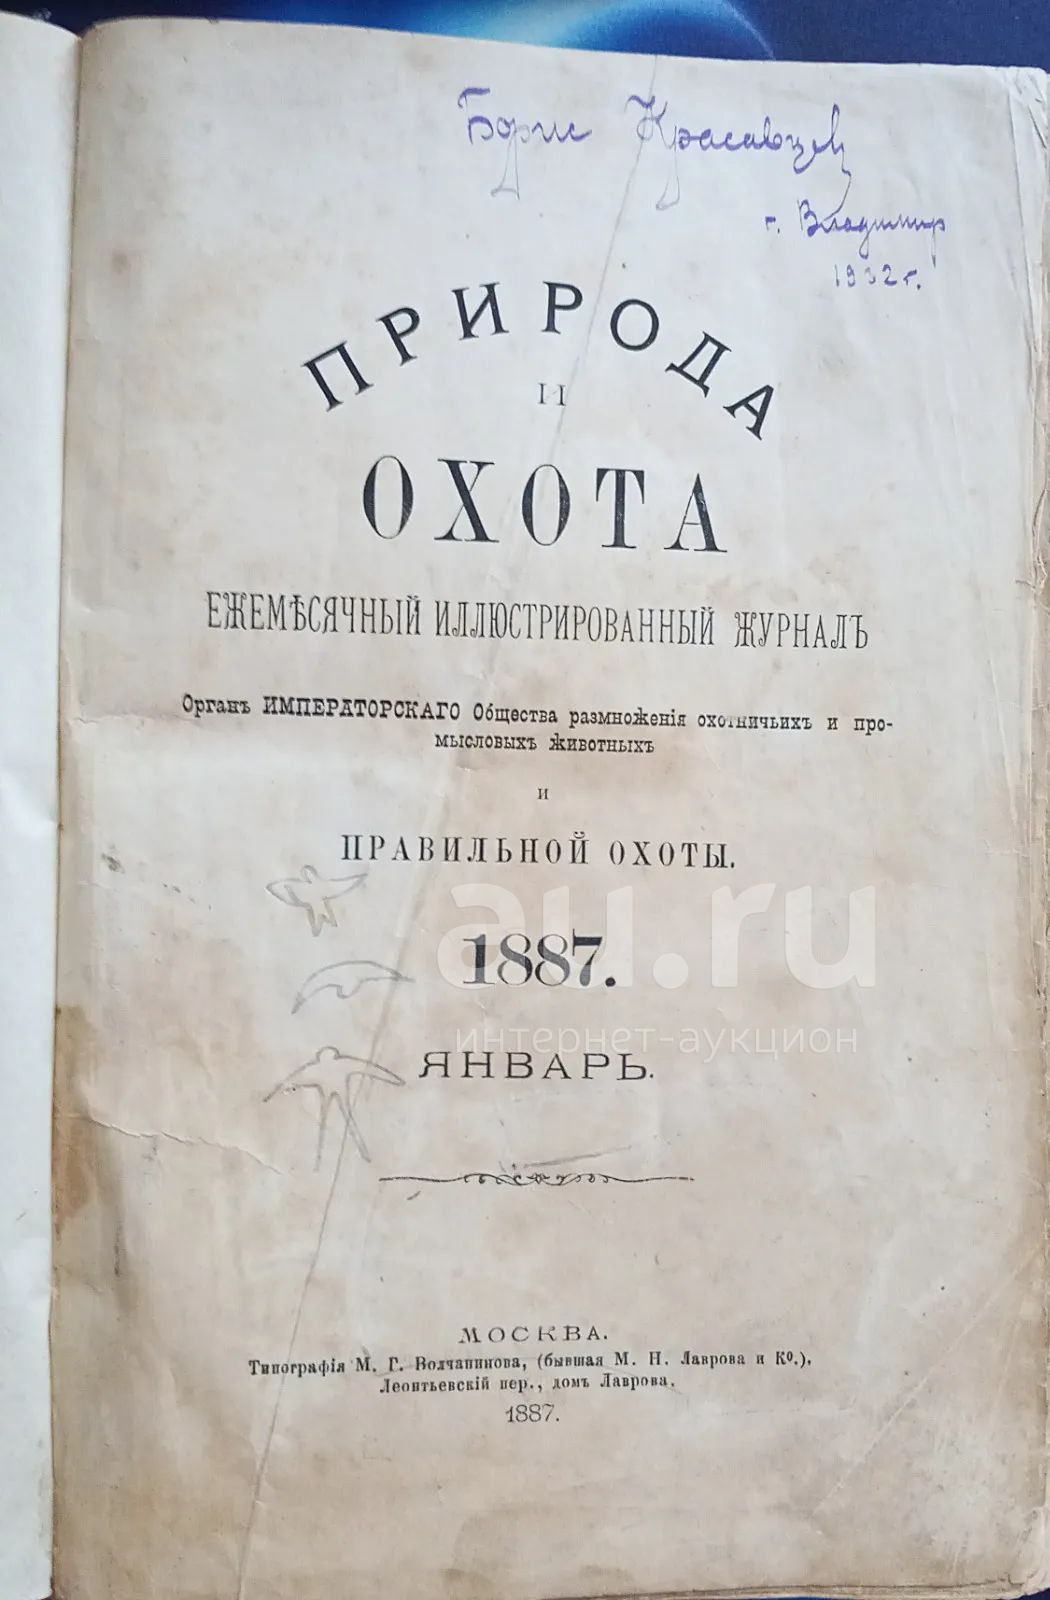 Борис Красавцев
г. Владимир
1932 г.
ПРИРОДА
И
ОХОТА
ЕЖЕМѢСЯЧНЫЙ ИЛЛЮСТРИРОВАННЫЙ ЖУРНАЛЪ
Органъ ИМПЕРАТОРСКАГО Общества размноженія охотничьихъ и про-
мысловыхъ животныхъ
и
ПРАВИЛЬНОЙ ОХОТЫ.
au.ru
1887.
интернет-аукцион
ЯНВАРЬ.
МОСКВА.
Типографія М. Г. Волчанинова, (бывшая М. Н. Лаврова и Кº.),
Леонтьевскій пер., домъ Лаврова.
1887.